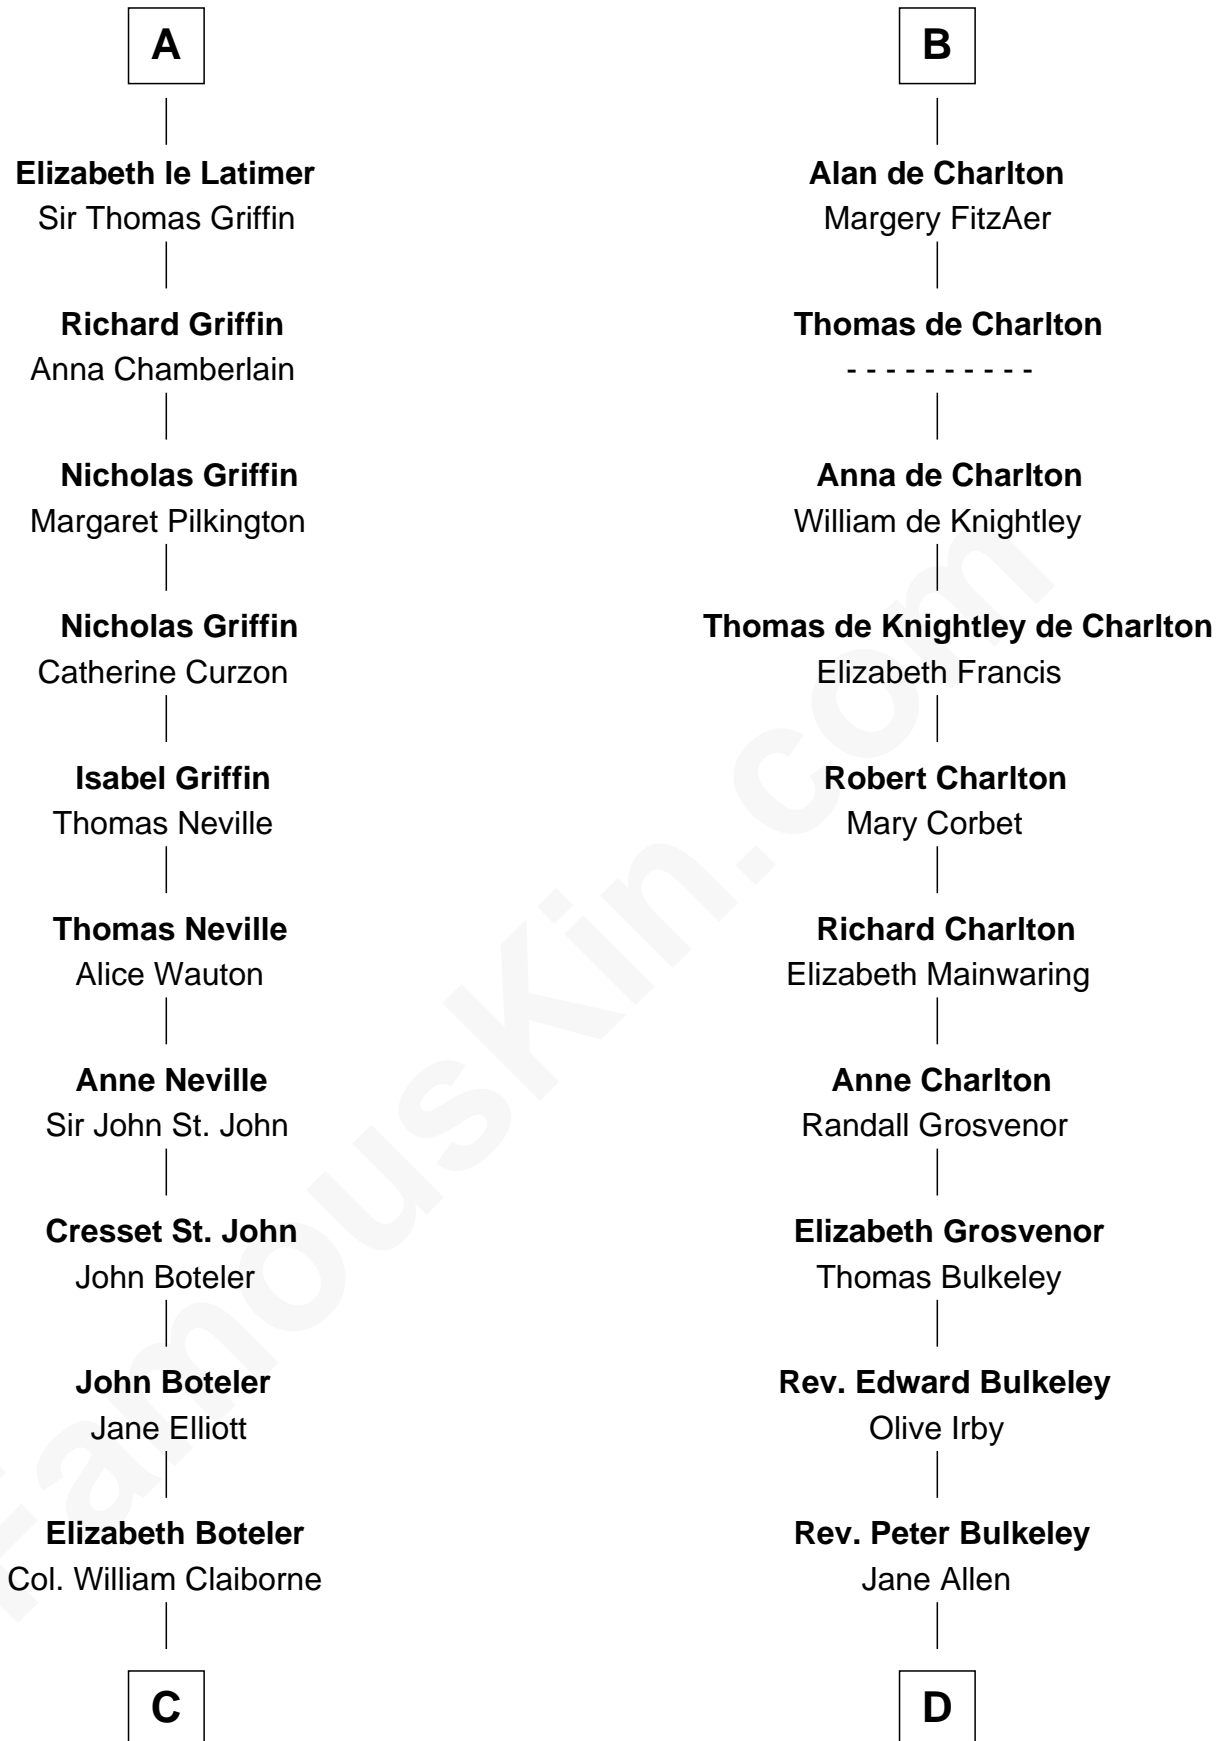 A
Elizabeth le Latimer
Sir Thomas Griffin
Richard Griffin
Anna Chamberlain
Nicholas Griffin
Margaret Pilkington
Nicholas Griffin
Catherine Curzon
Isabel Griffin
Thomas Neville
Thomas Neville
Alice Wauton
Anne Neville
Sir John St. John
Cresset St. John
John Boteler
John Boteler
Jane Elliott
Elizabeth Boteler
Col. William Claiborne
C
B
Alan de Charlton
Margery FitzAer
Thomas de Charlton
- - - - - - - - - -
Anna de Charlton
William de Knightley
Thomas de Knightley de Charlton
Elizabeth Francis
Robert Charlton
Mary Corbet
Richard Charlton
Elizabeth Mainwaring
Anne Charlton
Randall Grosvenor
Elizabeth Grosvenor
Thomas Bulkeley
Rev. Edward Bulkeley
Olive Irby
Rev. Peter Bulkeley
Jane Allen
D
FamousKin.com